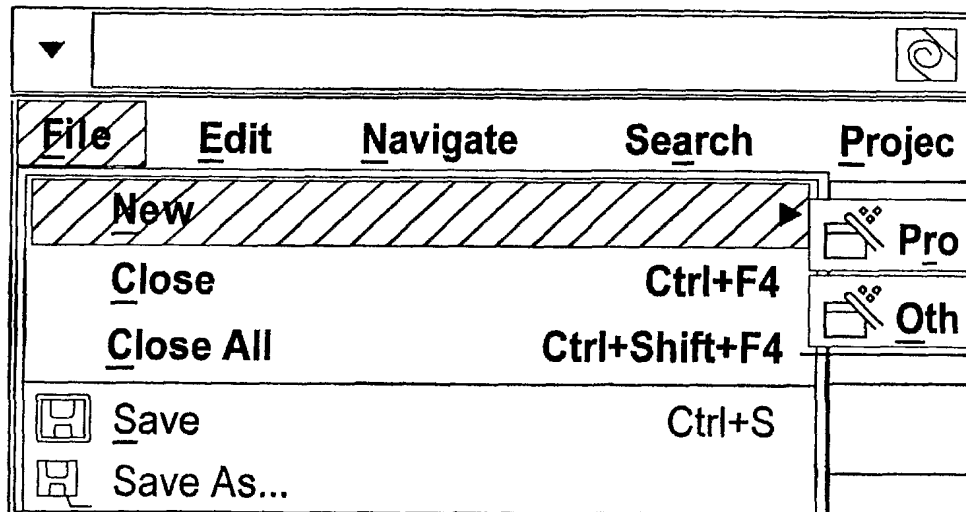 File Edit Navigate Search Projec
New
Pro
Close Ctrl+F4
Oth
Close All Ctrl+Shift+F4
Save Ctrl+S
Save As...